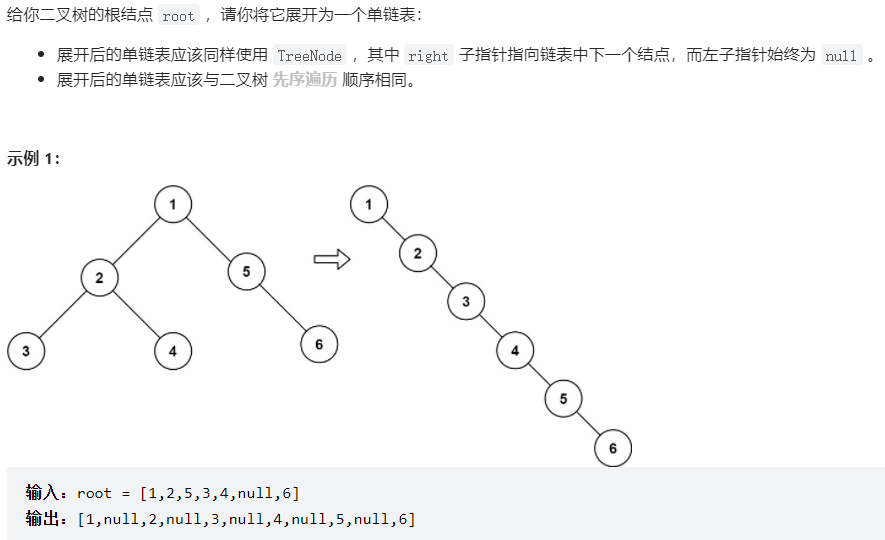 给你二叉树的根结点 root ，请你将它展开为一个单链表：
展开后的单链表应该同样使用 TreeNode ，其中 right 子指针指向链表中下一个结点，而左子指针始终为 null 。
展开后的单链表应该与二叉树 先序遍历 顺序相同。
示例 1：
1 1
2 5 2
3 4 6 3
4
5
6
输入：root = [1,2,5,3,4,null,6]
输出：[1,null,2,null,3,null,4,null,5,null,6]